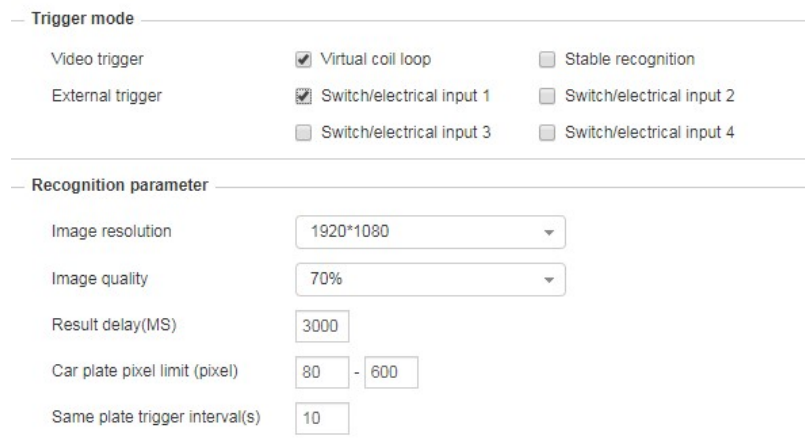 Trigger mode
Video trigger Virtual coil loop Stable recognition
External trigger Switch/electrical input 1 Switch/electrical input 2
Switch/electrical input 3 Switch/electrical input 4
Recognition parameter
Image resolution 1920*1080
Image quality 70%
Result delay(MS) 3000
Car plate pixel limit (pixel) 80 - 600
Same plate trigger interval(s) 10